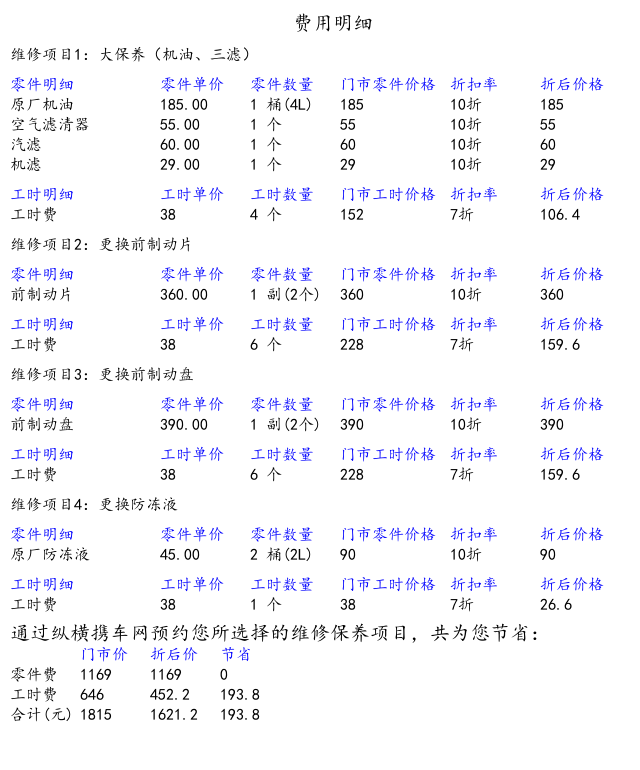 费用明细
维修项目1: 大保养（机油、三滤）
零件明细 零件单价 零件数量 门市零件价格 折扣率 折后价格
原厂机油 185.00 1 桶(4L) 185 10折 185
空气滤清器 55.00 1 个 55 10折 55
汽滤 60.00 1 个 60 10折 60
机滤 29.00 1 个 29 10折 29
工时明细 工时单价 工时数量 门市工时价格 折扣率 折后价格
工时费 38 4 个 152 7折 106.4
维修项目2: 更换前制动片
零件明细 零件单价 零件数量 门市零件价格 折扣率 折后价格
前制动片 360.00 1 副(2个) 360 10折 360
工时明细 工时单价 工时数量 门市工时价格 折扣率 折后价格
工时费 38 6 个 228 7折 159.6
维修项目3: 更换前制动盘
零件明细 零件单价 零件数量 门市零件价格 折扣率 折后价格
前制动盘 390.00 1 副(2个) 390 10折 390
工时明细 工时单价 工时数量 门市工时价格 折扣率 折后价格
工时费 38 6 个 228 7折 159.6
维修项目4: 更换防冻液
零件明细 零件单价 零件数量 门市零件价格 折扣率 折后价格
原厂防冻液 45.00 2 桶(2L) 90 10折 90
工时明细 工时单价 工时数量 门市工时价格 折扣率 折后价格
工时费 38 1 个 38 7折 26.6
通过纵横携车网预约您所选择的维修保养项目，共为您节省：
门市价 折后价 节省
零件费 1169 1169 0
工时费 646 452.2 193.8
合计(元) 1815 1621.2 193.8